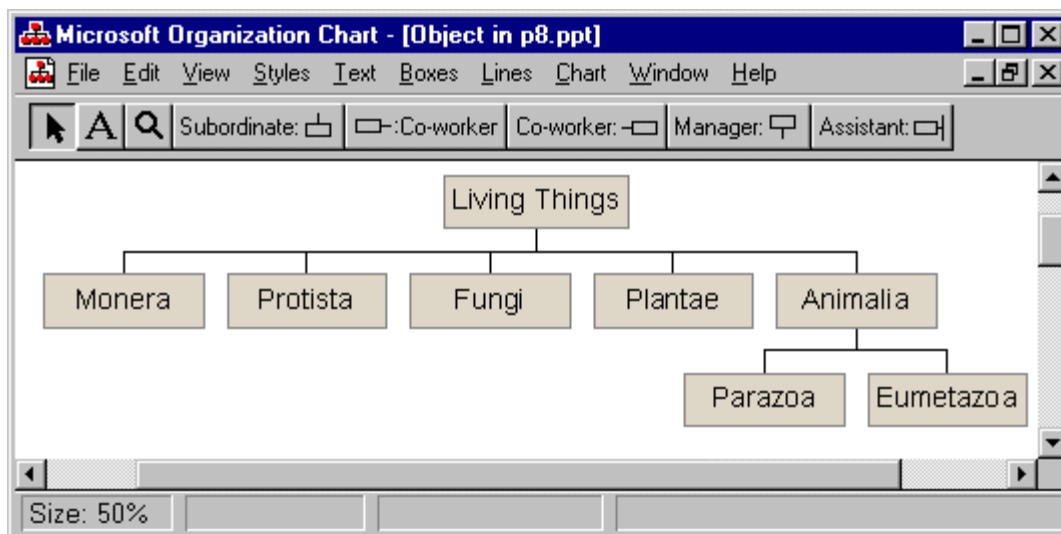 Microsoft Organization Chart - [Object in p8.ppt]
File Edit View Styles Text Boxes Lines Chart Window Help
A Subordinate: :Co-worker Co-worker: Manager: Assistant:
Living Things
Monera Protista Fungi Plantae Animalia
Parazoa Eumetazoa
Size: 50%